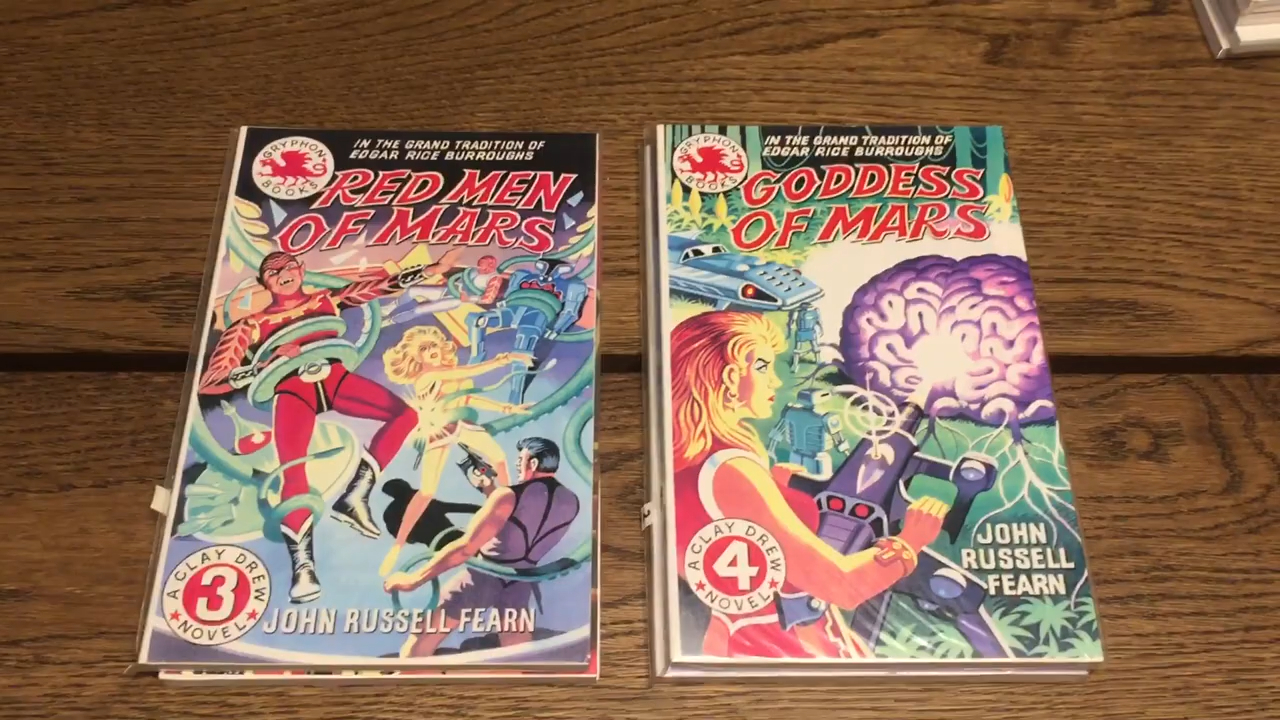 GRYPHON
BOOKS
IN THE GRAND TRADITION OF
EDGAR RICE BURROUGHS
RED MEN
OF MARS
A CLAY DREW
3
NOVEL
JOHN RUSSELL FEARN
GRYPHON
BOOKS
IN THE GRAND TRADITION OF
EDGAR RICE BURROUGHS
GODDESS
OF MARS
A CLAY DREW
4
NOVEL
JOHN
RUSSELL
FEARN